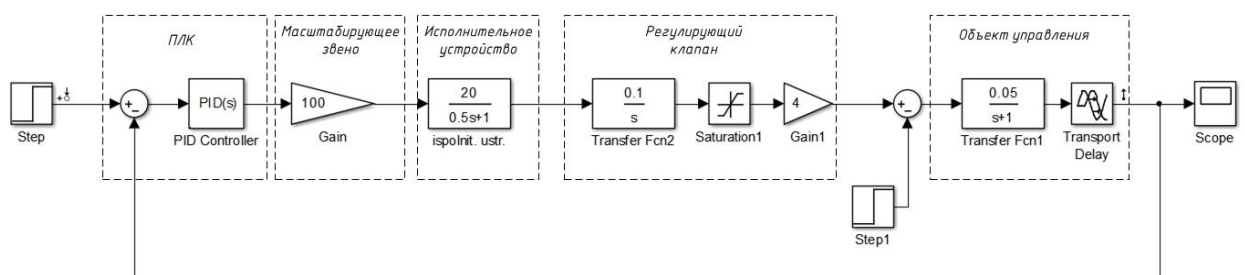 ПЛК
Масштабирующее
звено
Исполнительное
устройство
Регулирующий
клапан
Объект управления
Step
PID(s)
PID Controller
100
Gain
20
0.5s+1
ispolnit. ustr.
0.1
s
Transfer Fcn2
Saturation1
4
Gain1
Step1
0.05
s+1
Transfer Fcn1
Transport
Delay
Scope